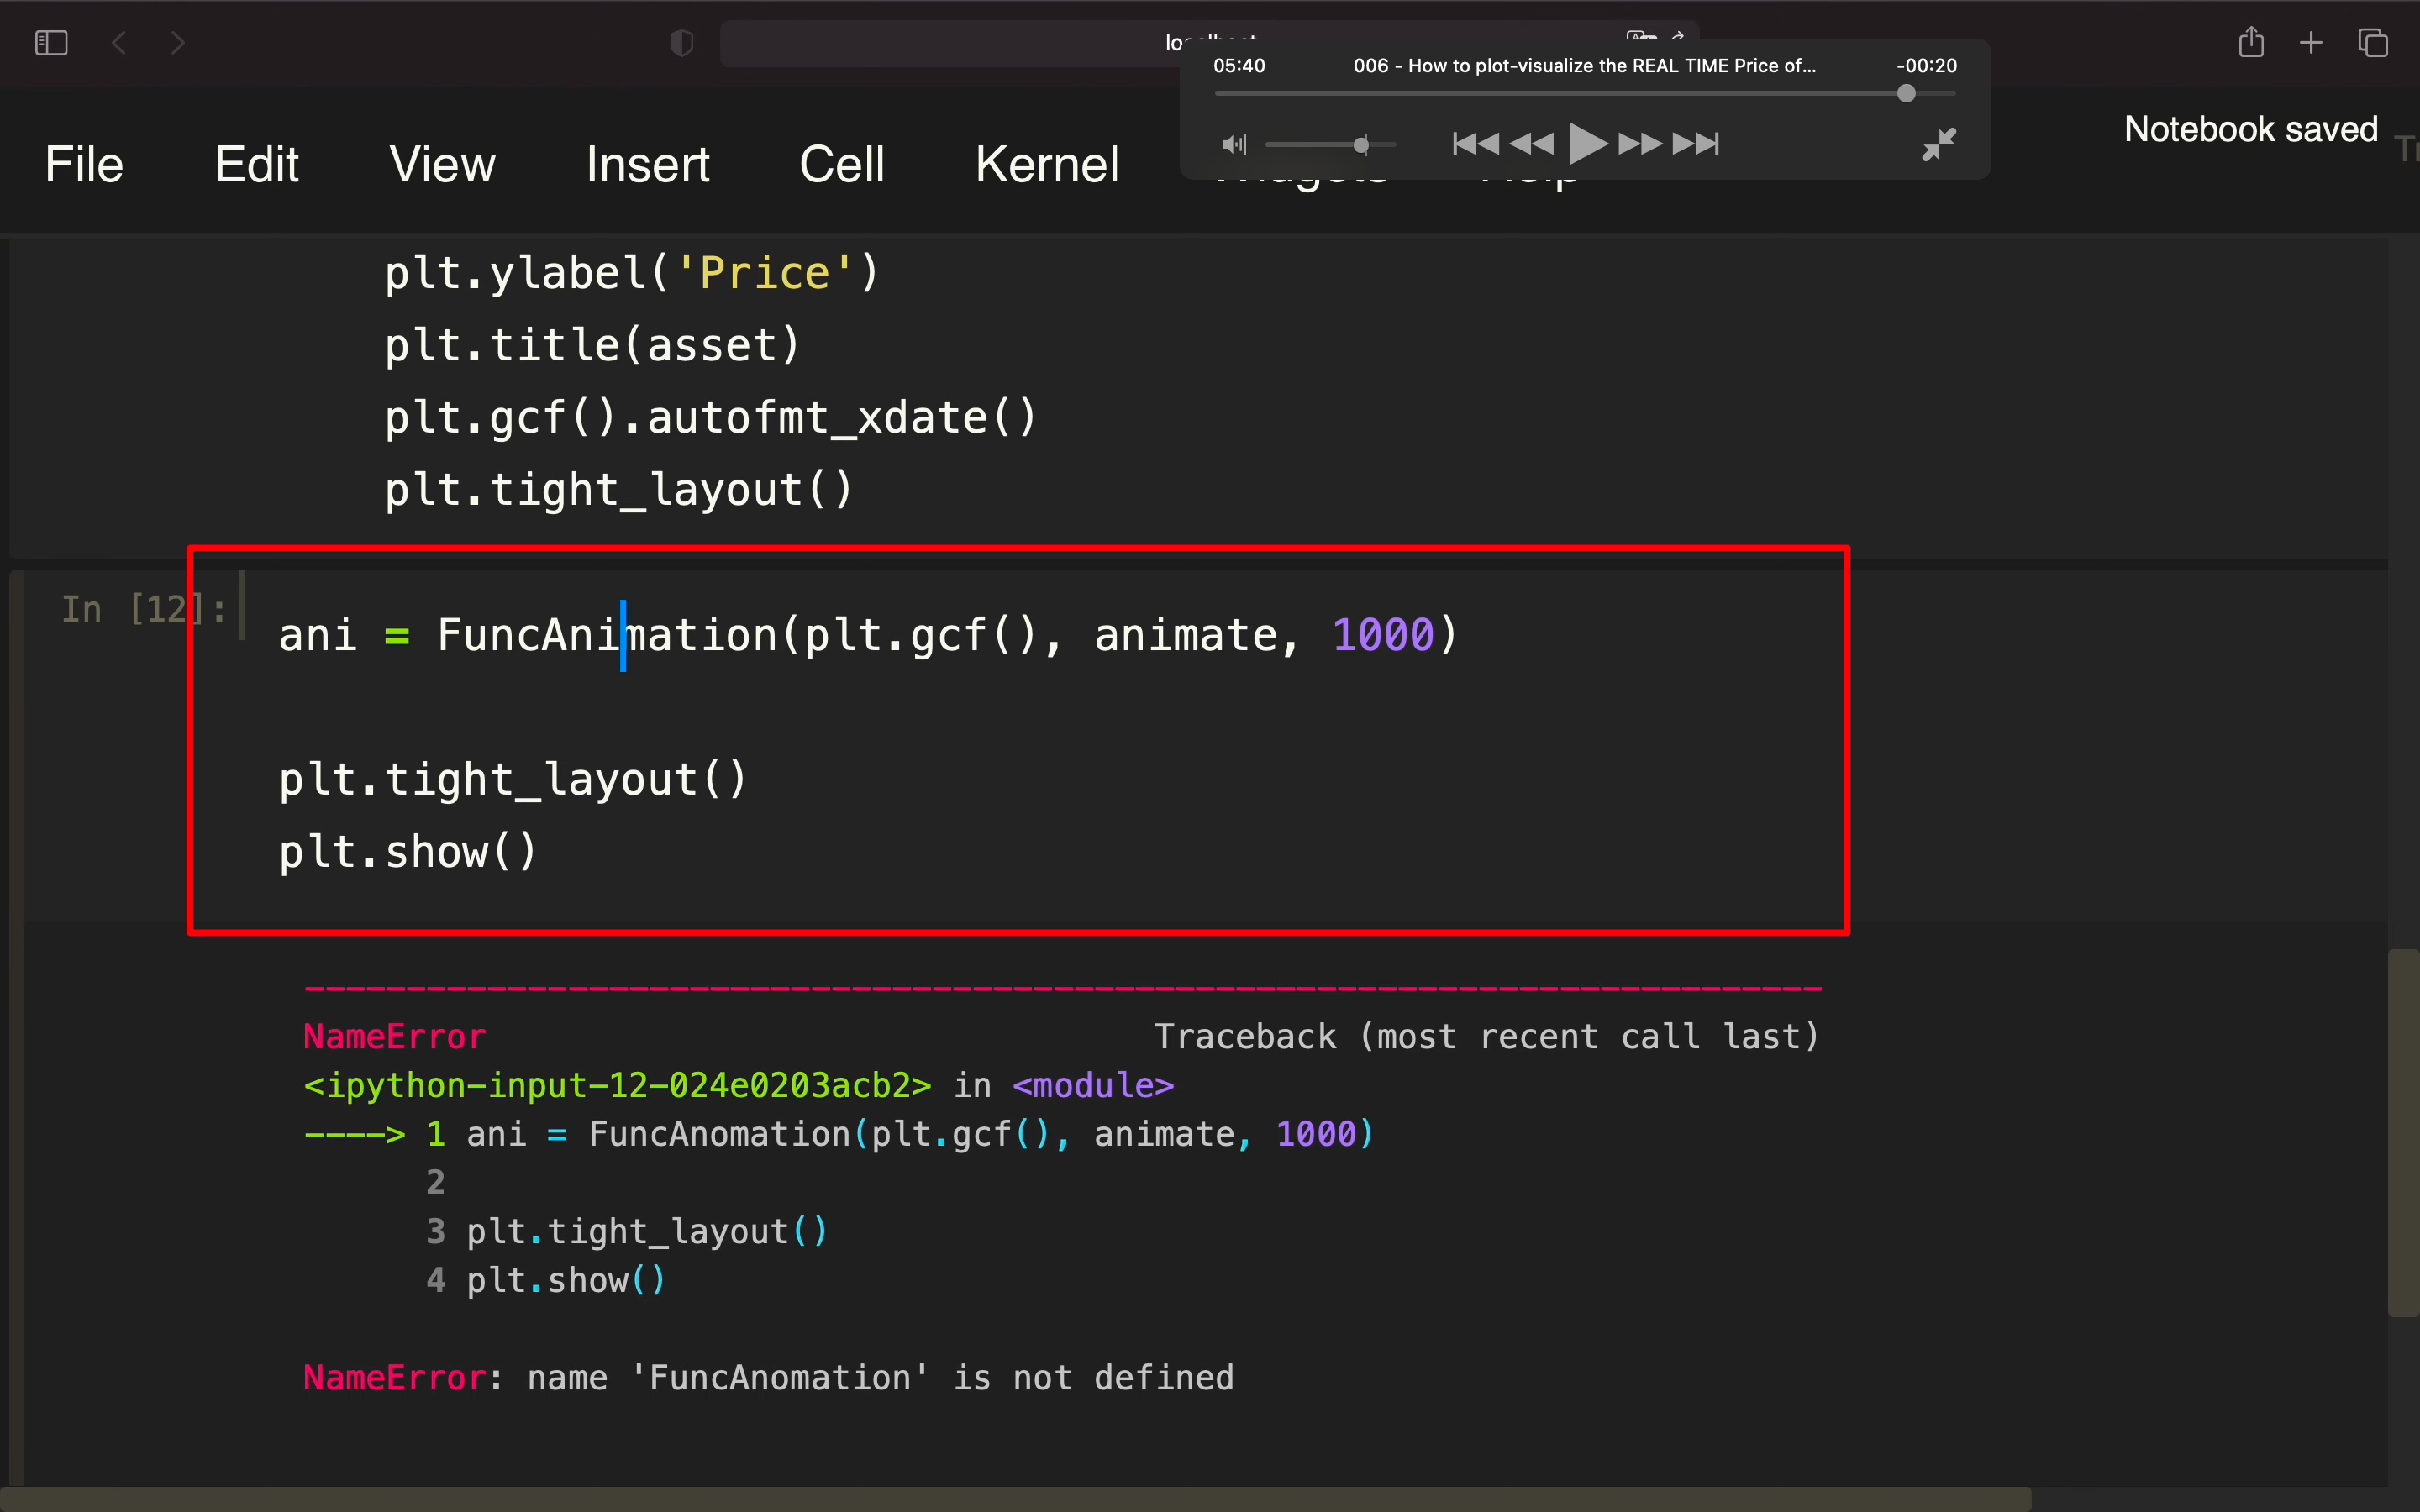 05:40 006 - How to plot-visualize the REAL TIME Price of... -00:20
File Edit View Insert Cell Kernel Notebook saved
plt.ylabel('Price')
plt.title(asset)
plt.gcf().autofmt_xdate()
plt.tight_layout()
In [12]:
ani = FuncAnimation(plt.gcf(), animate, 1000)
plt.tight_layout()
plt.show()
---------------------------------------------------------------------------
NameError Traceback (most recent call last)
<ipython-input-12-024e0203acb2> in <module>
----> 1 ani = FuncAnomation(plt.gcf(), animate, 1000)
2
3 plt.tight_layout()
4 plt.show()
NameError: name 'FuncAnomation' is not defined